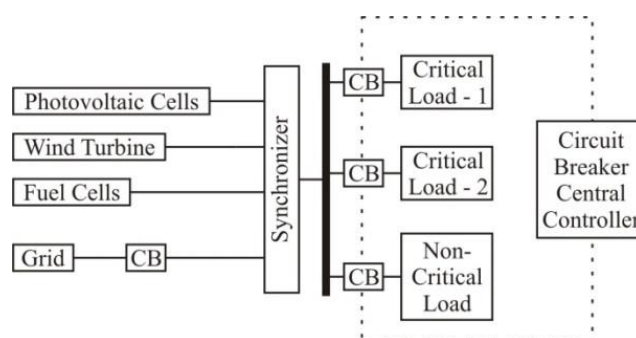 Photovoltaic Cells
Wind Turbine
Fuel Cells
Grid
CB
Synchronizer
CB
Critical
Load - 1
CB
Critical
Load - 2
CB
Non-
Critical
Load
Circuit
Breaker
Central
Controller